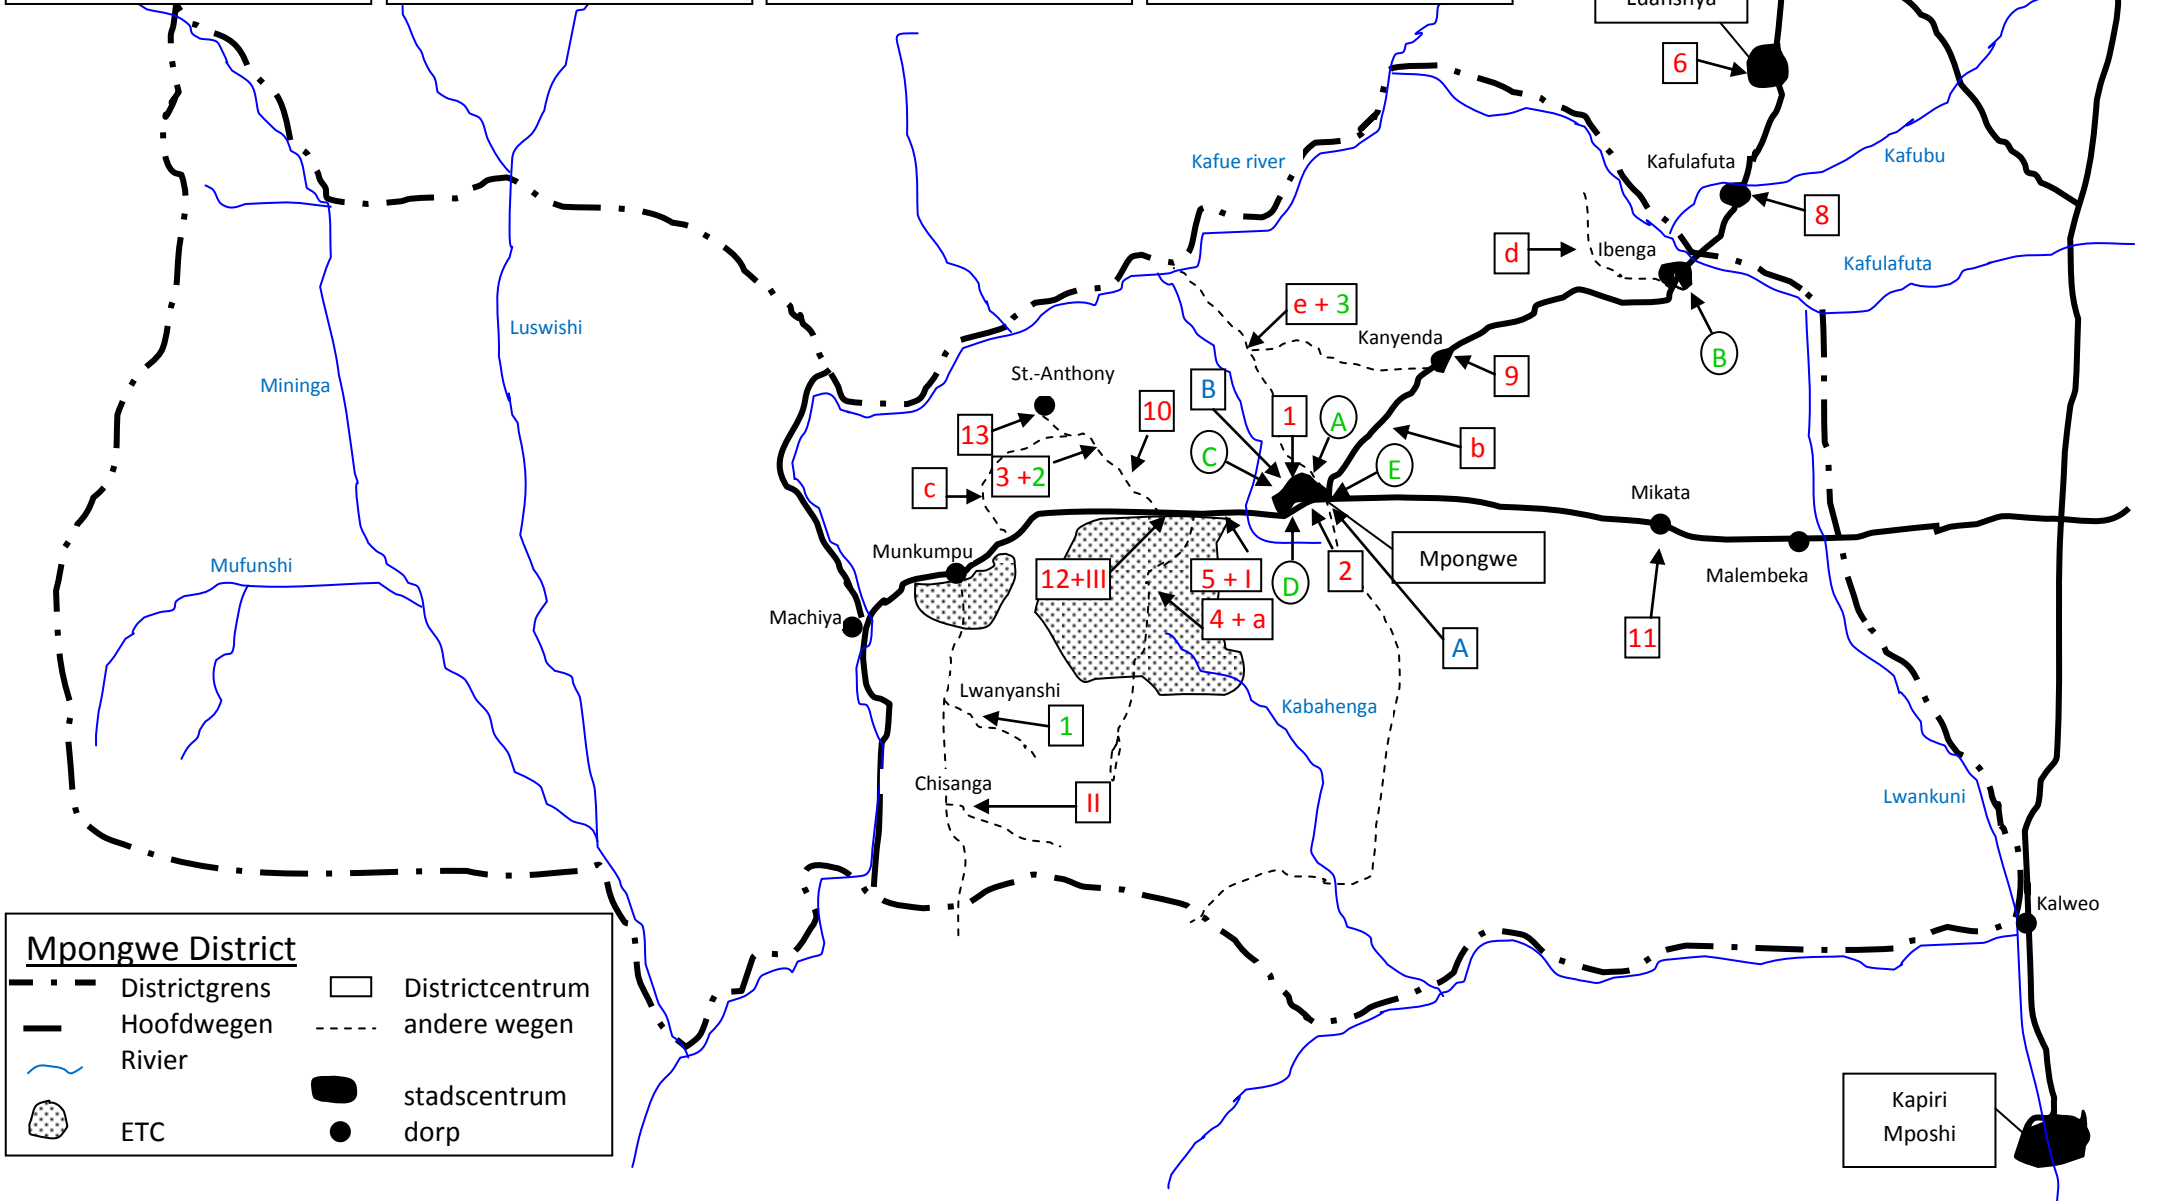 6
Kafue river
Kafulafuta
Kafubu
8
d
Ibenga
Kafulafuta
e + 3
Luswishi
Kanyenda
B
Mininga
St.-Anthony
9
B
10
1
A
13
b
C
E
3 +2
c
Mikata
Munkumpu
Mpongwe
Mufunshi
12+III
5 + I
D
2
Malembeka
Machiya
4 + a
11
A
Lwanyanshi
Kabahenga
1
Chisanga
II
Lwankuni
Kalweo
Mpongwe District
Districtgrens
Districtcentrum
Hoofdwegen
andere wegen
Rivier
stadscentrum
ETC
dorp
Kapiri
Mposhi